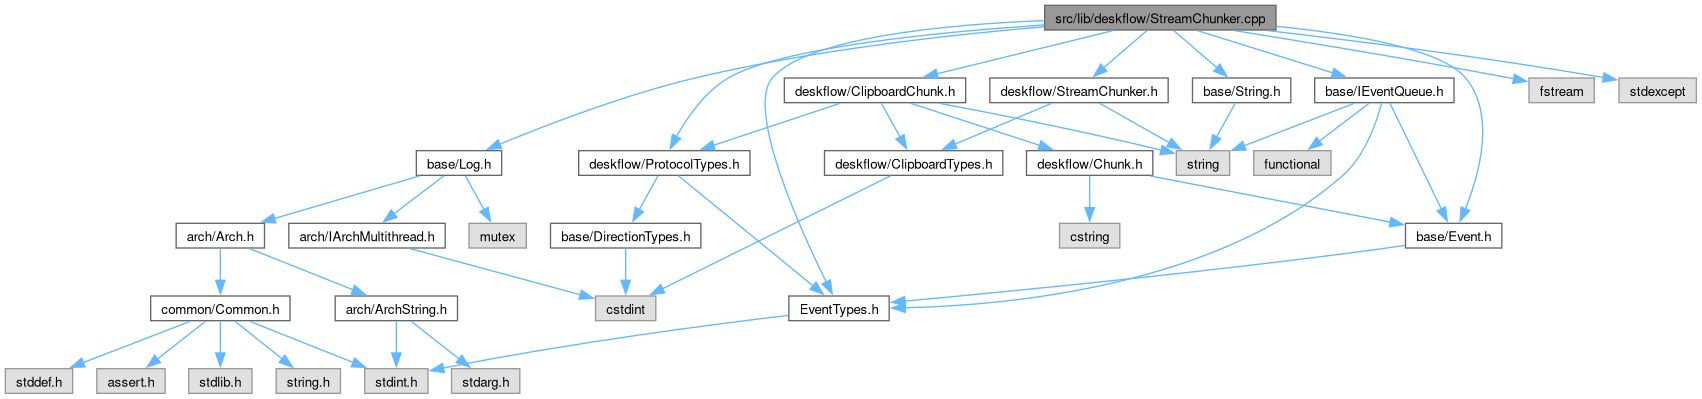 src/lib/deskflow/StreamChunker.cpp
deskflow/ClipboardChunk.h
deskflow/StreamChunker.h
base/String.h
base/IEventQueue.h
fstream
stdexcept
base/Log.h
deskflow/ProtocolTypes.h
deskflow/ClipboardTypes.h
deskflow/Chunk.h
string
functional
arch/Arch.h
arch/IArchMultithread.h
mutex
base/DirectionTypes.h
cstring
base/Event.h
common/Common.h
arch/ArchString.h
cstdint
EventTypes.h
stddef.h
assert.h
stdlib.h
string.h
stdint.h
stdarg.h